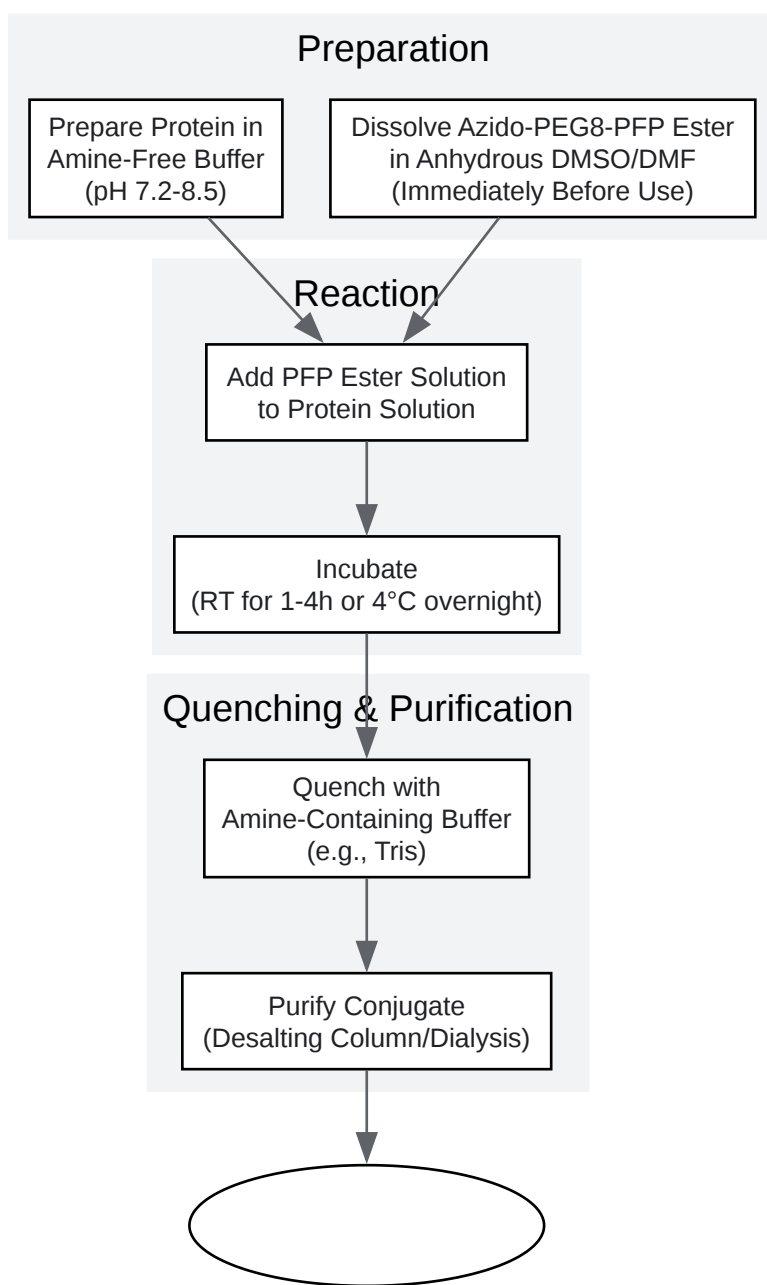 Preparation
Prepare Protein in
Amine-Free Buffer
(pH 7.2-8.5)
Dissolve Azido-PEG8-PFP Ester
in Anhydrous DMSO/DMF
(Immediately Before Use)
Reaction
Add PFP Ester Solution
to Protein Solution
Incubate
(RT for 1-4h or 4°C overnight)
Quenching & Purification
Quench with
Amine-Containing Buffer
(e.g., Tris)
Purify Conjugate
(Desalting Column/Dialysis)